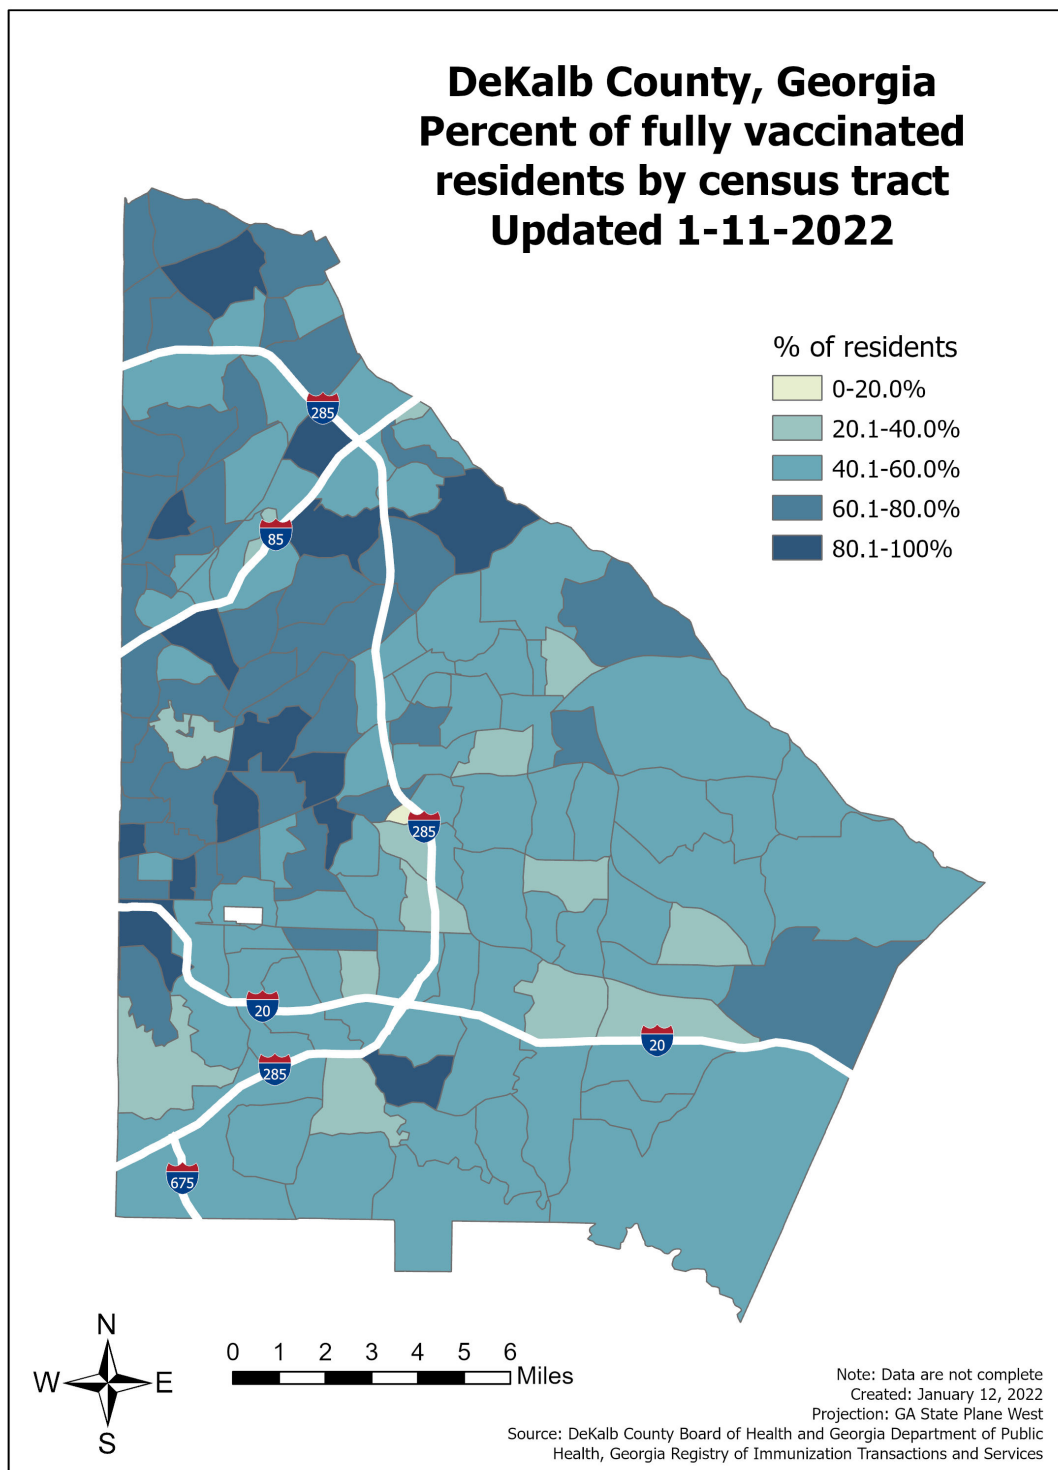 DeKalb County, Georgia
Percent of fully vaccinated
residents by census tract
Updated 1-11-2022
% of residents
0-20.0%
20.1-40.0%
40.1-60.0%
60.1-80.0%
80.1-100%
285
85
285
20
20
285
675
N
W E
S
0 1 2 3 4 5 6
Miles
Note: Data are not complete
Created: January 12, 2022
Projection: GA State Plane West
Source: DeKalb County Board of Health and Georgia Department of Public
Health, Georgia Registry of Immunization Transactions and Services